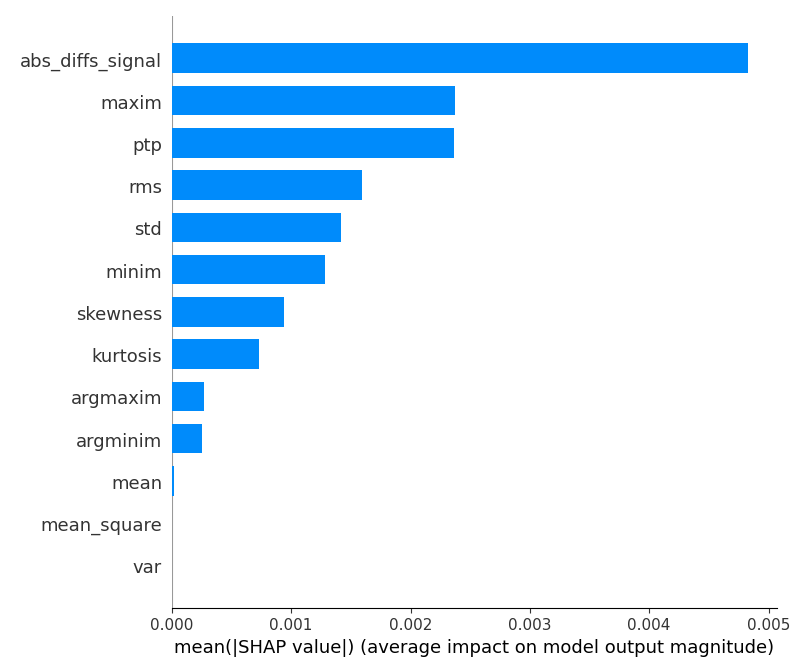 abs_diffs_signal
maxim
ptp
rms
std
minim
skewness
kurtosis
argmaxim
argminim
mean
mean_square
var
0.000 0.001 0.002 0.003 0.004 0.005
mean(|SHAP value|) (average impact on model output magnitude)